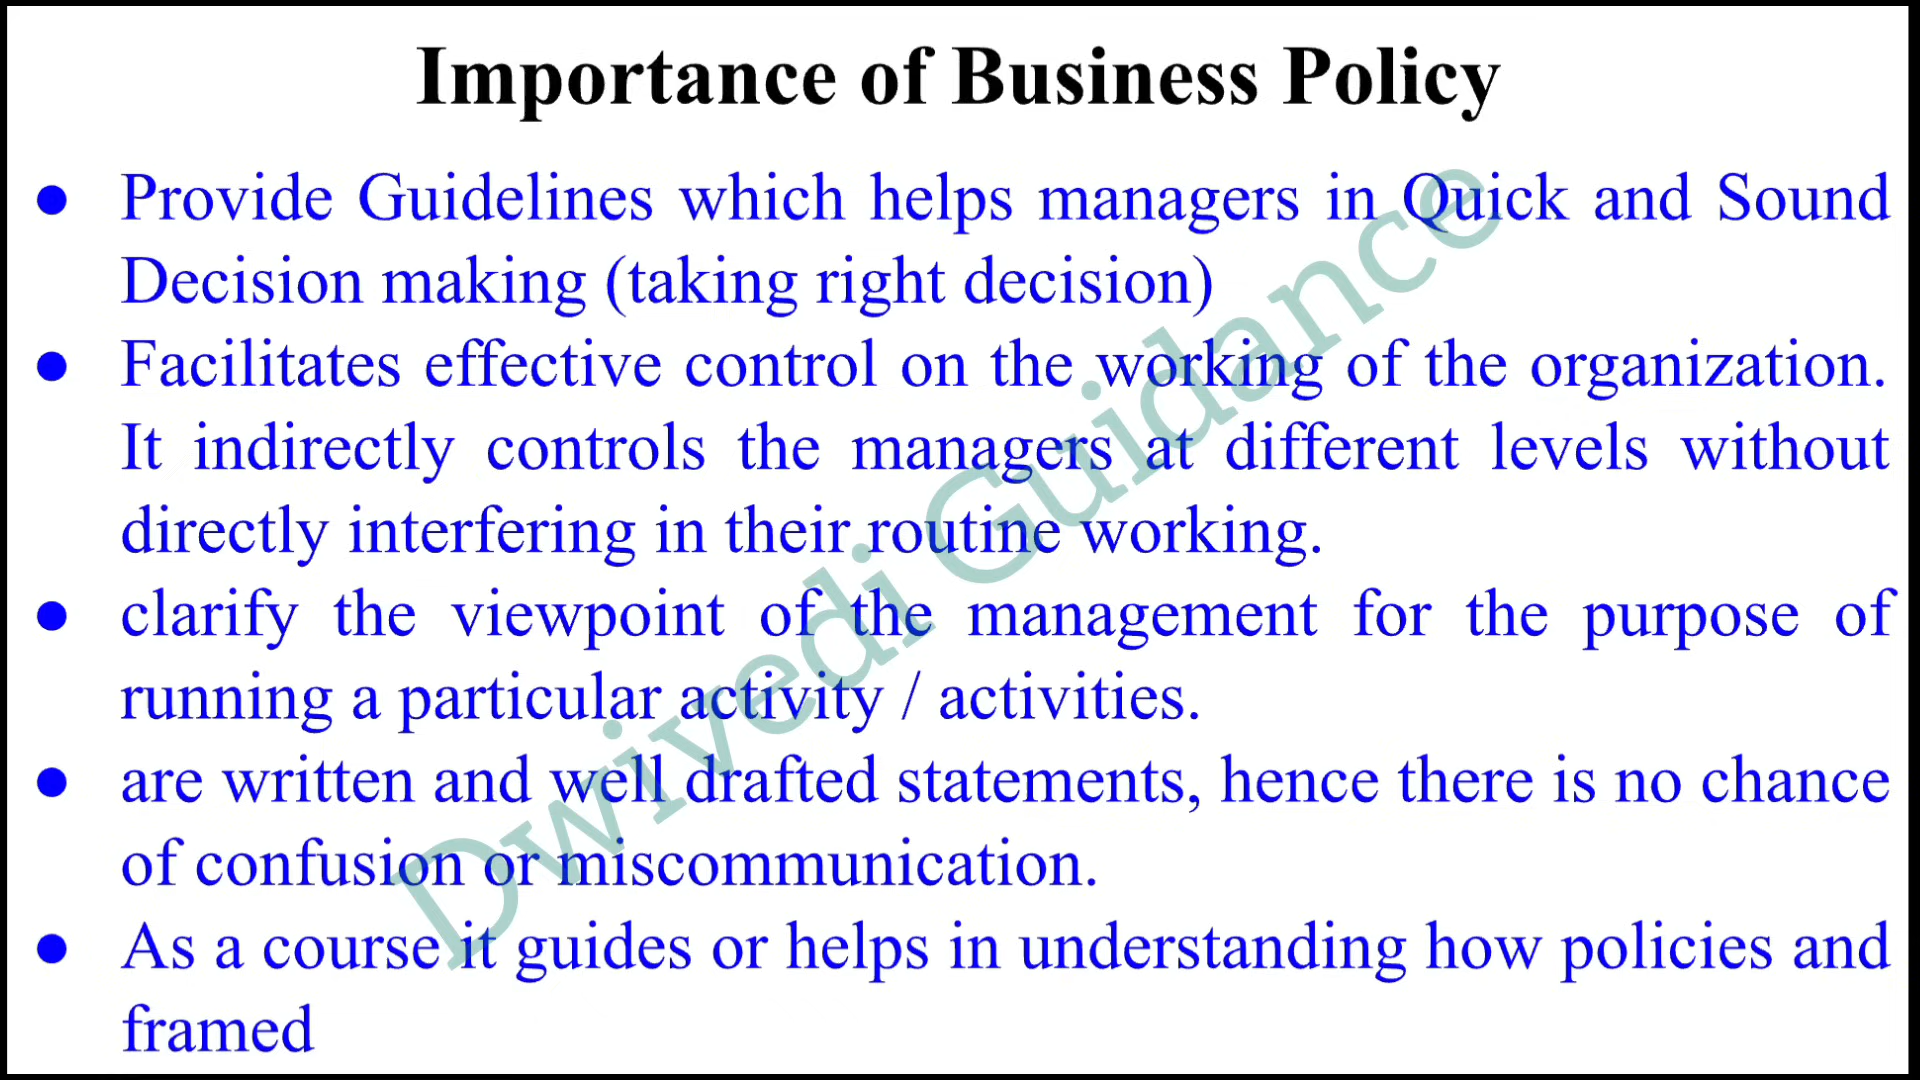 Importance of Business Policy
● Provide Guidelines which helps managers in Quick and Sound
Decision making (taking right decision)
● Facilitates effective control on the working of the organization.
It indirectly controls the managers at different levels without
directly interfering in their routine working.
● clarify the viewpoint of the management for the purpose of
running a particular activity / activities.
● are written and well drafted statements, hence there is no chance
of confusion or miscommunication.
● As a course it guides or helps in understanding how policies and
framed
Dwivedi Guidance